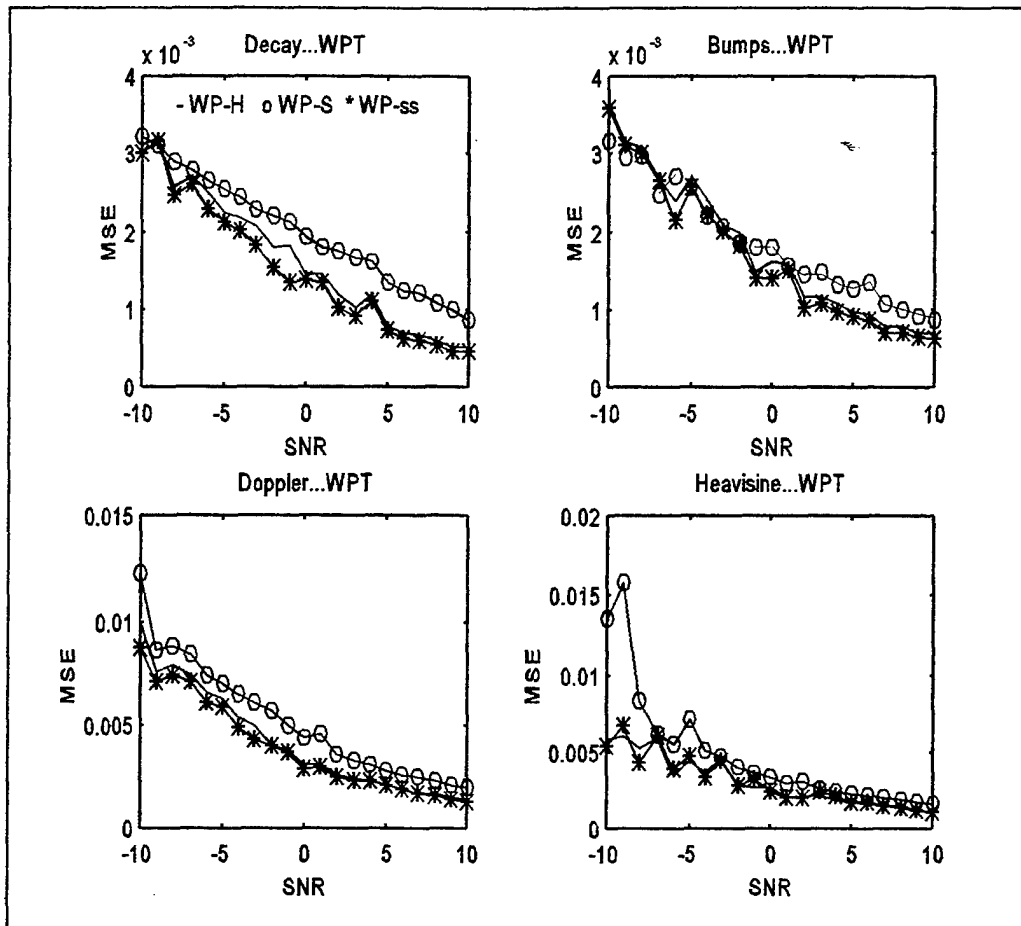 x 10⁻³ Decay...WPT
4
- WP-H o WP-S * WP-ss
3
2
1
0
MSE
-10 -5 0 5 10
SNR
x 10⁻³ Bumps...WPT
4
3
2
1
0
MSE
-10 -5 0 5 10
SNR
Doppler...WPT
0.015
0.01
0.005
0
MSE
-10 -5 0 5 10
SNR
Heavisine...WPT
0.02
0.015
0.01
0.005
0
MSE
-10 -5 0 5 10
SNR